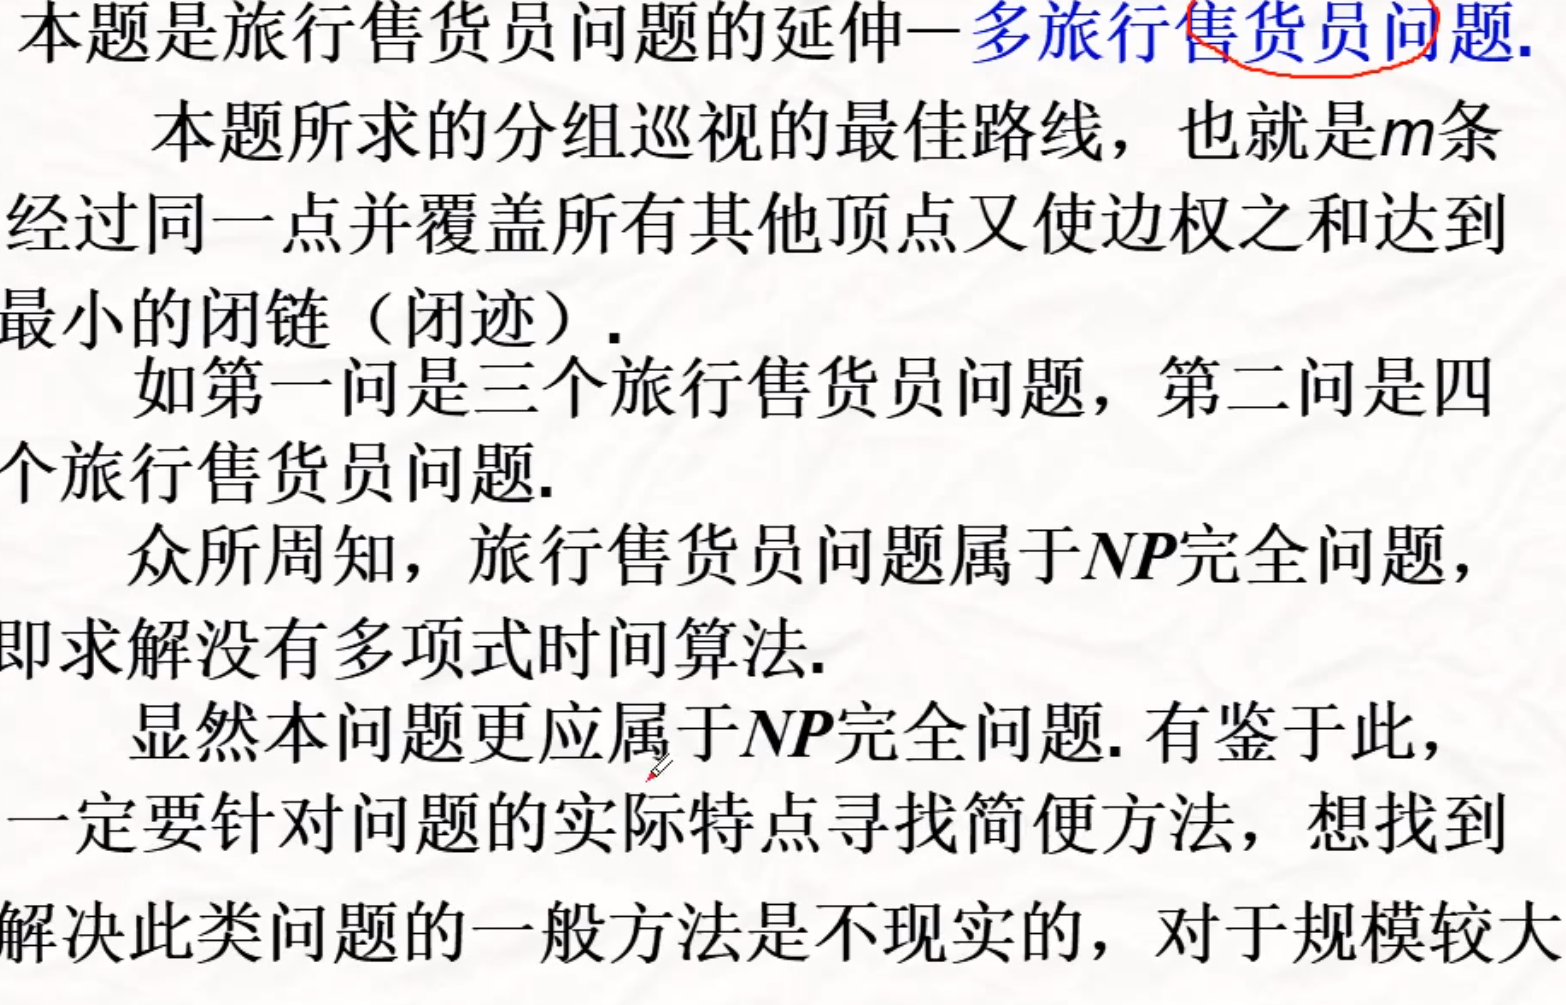 本题是旅行售货员问题的延伸—多旅行售货员问题.
本题所求的分组巡视的最佳路线，也就是m条
经过同一点并覆盖所有其他顶点又使边权之和达到
最小的闭链（闭迹）.
如第一问是三个旅行售货员问题，第二问是四
个旅行售货员问题.
众所周知，旅行售货员问题属于NP完全问题，
即求解没有多项式时间算法.
显然本问题更应属于NP完全问题. 有鉴于此，
一定要针对问题的实际特点寻找简便方法，想找到
解决此类问题的一般方法是不现实的，对于规模较大